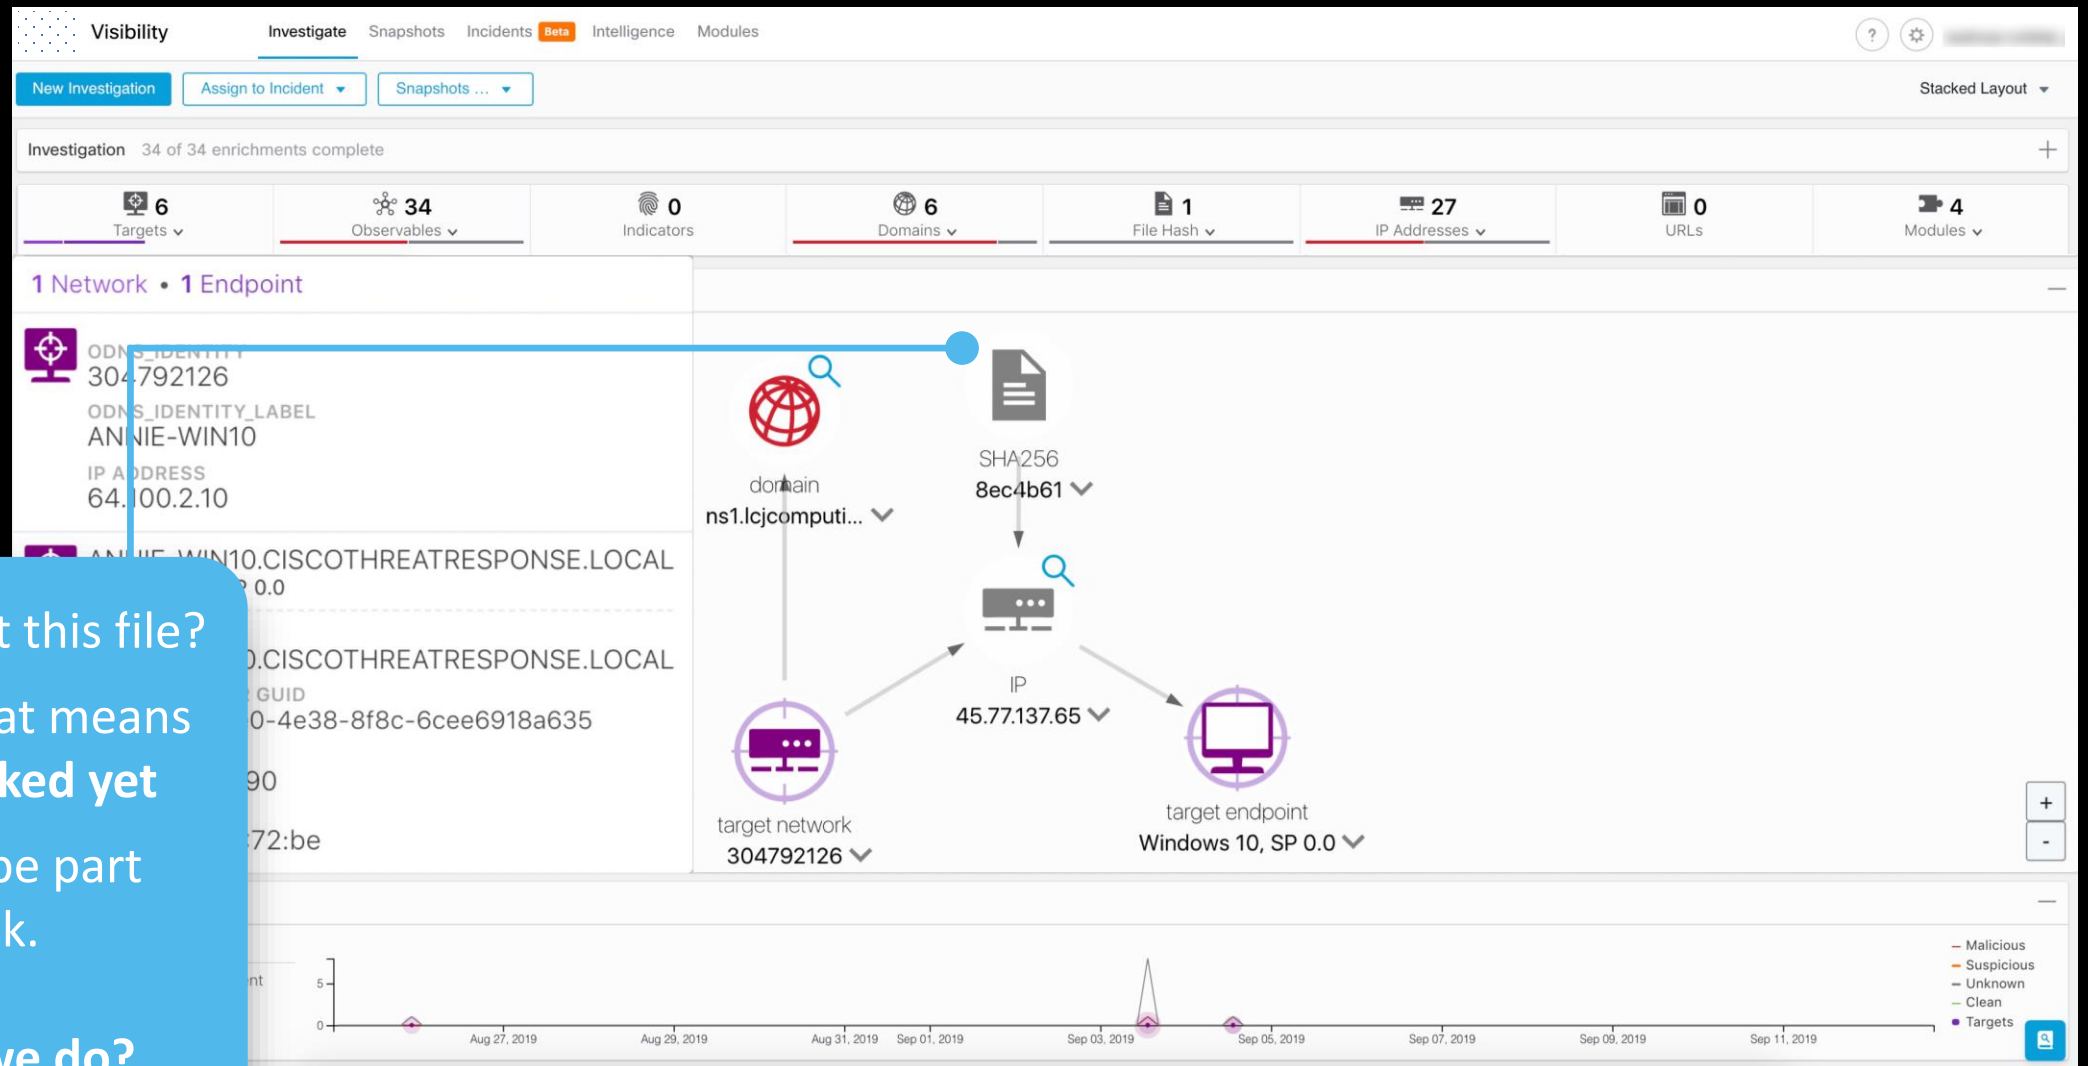 Visibility Investigate Snapshots Incidents Beta Intelligence Modules ?
New Investigation Assign to Incident Snapshots ... Stacked Layout
Investigation 34 of 34 enrichments complete +
6 34 0 6 1 27 0 4
Targets Observables Indicators Domains File Hash IP Addresses URLs Modules
1 Network • 1 Endpoint
ODNS_IDENTITY
304792126
ODNS_IDENTITY_LABEL
ANNIE-WIN10
IP ADDRESS
64.100.2.10
ANNIE-WIN10.CISCOTHREATRESPONSE.LOCAL
0.0
0.CISCOTHREATRESPONSE.LOCAL
GUID
0-4e38-8f8c-6cee6918a635
90
:72:be
domain
ns1.lcjcomputi...
SHA256
8ec4b61
IP
45.77.137.65
target network
304792126
target endpoint
Windows 10, SP 0.0
+
-
t this file?
at means
ked yet
be part
k.
we do?
nt
5
0
Aug 27, 2019 Aug 29, 2019 Aug 31, 2019 Sep 01, 2019 Sep 03, 2019 Sep 05, 2019 Sep 07, 2019 Sep 09, 2019 Sep 11, 2019
Malicious
Suspicious
Unknown
Clean
Targets